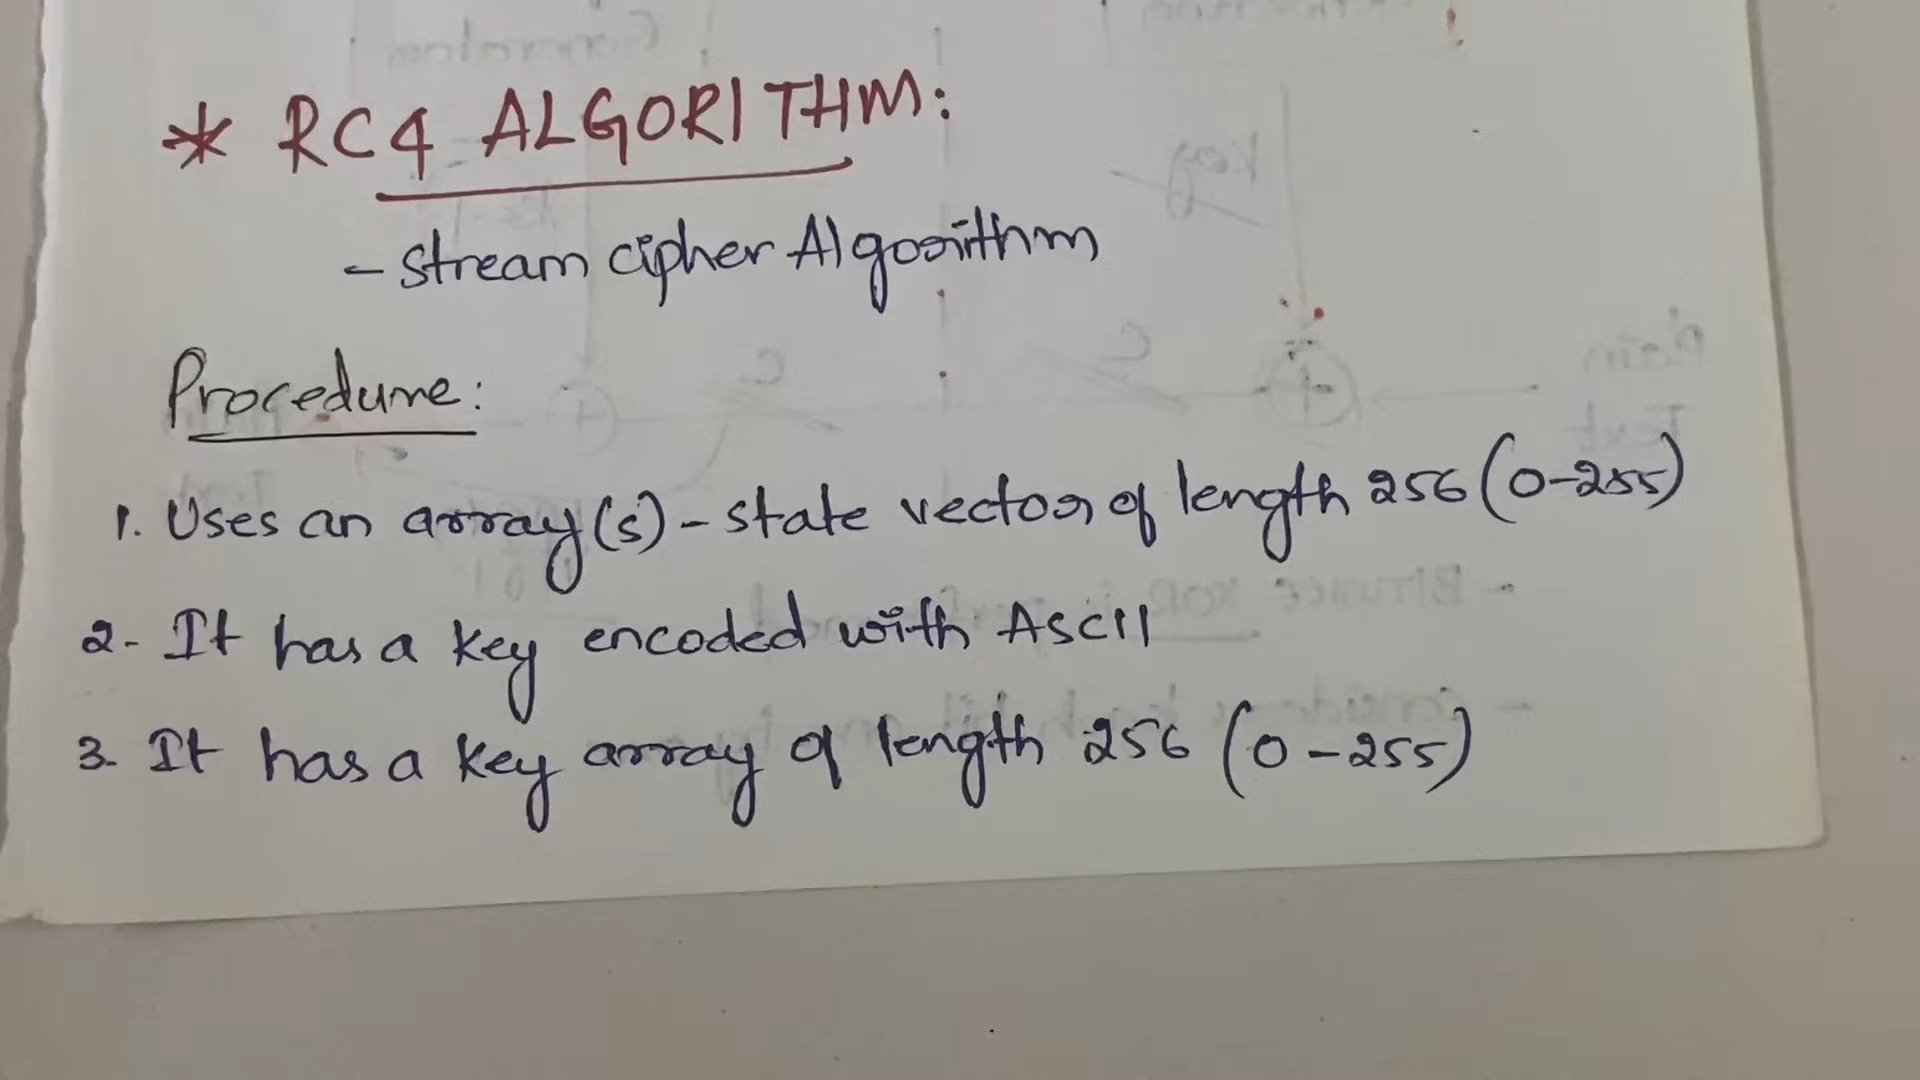 * RC4 ALGORITHM:
- stream cipher Algorithm
Procedure:
1. Uses an array(s) - state vector of length 256 (0-255)
2. It has a key encoded with ASCII
3. It has a key array of length 256 (0-255)